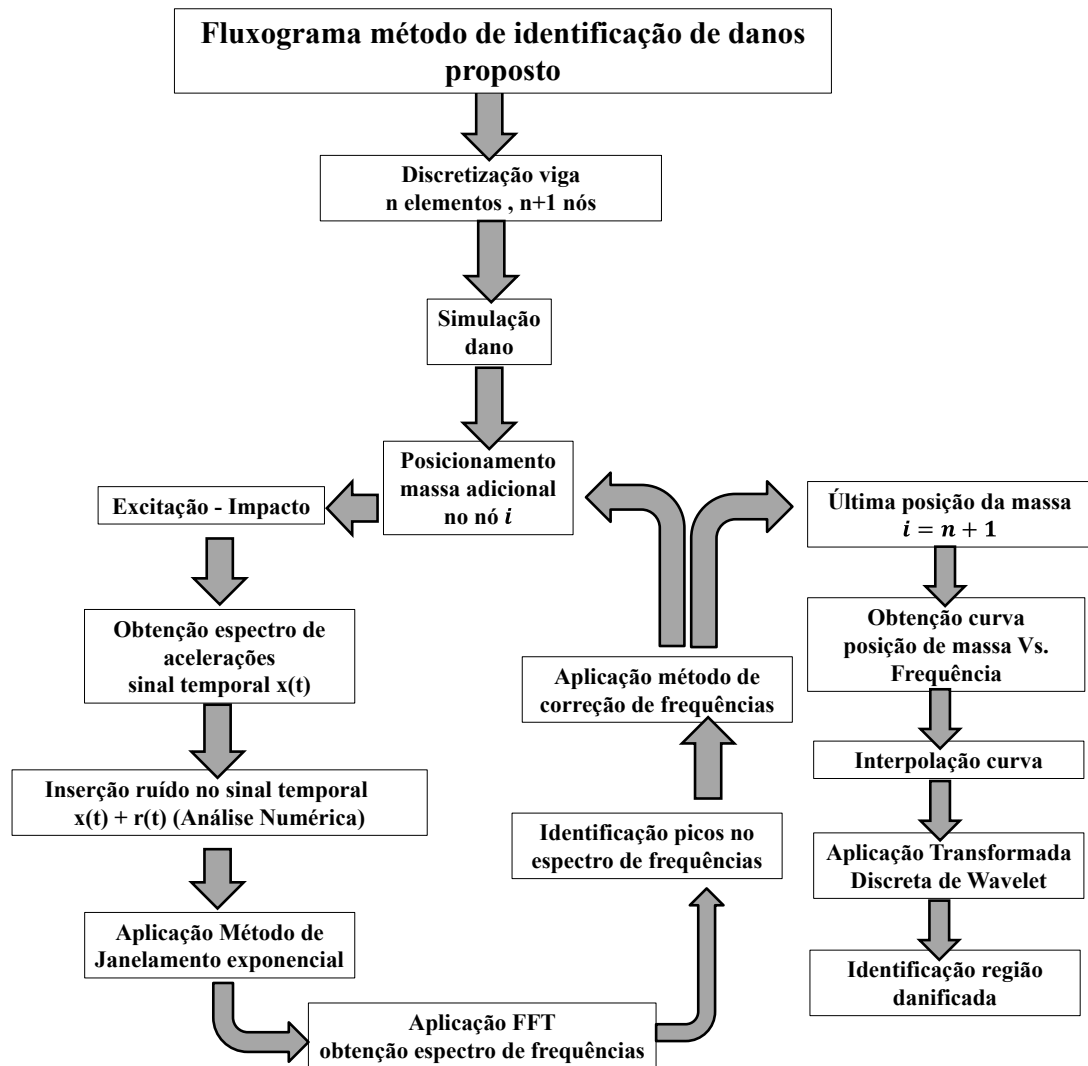 Fluxograma método de identificação de danos
proposto
Discretização viga
n elementos , n+1 nós
Simulação
dano
Posicionamento
massa adicional
no nó i
Excitação - Impacto
Obtenção espectro de
acelerações
sinal temporal x(t)
Inserção ruído no sinal temporal
x(t) + r(t) (Análise Numérica)
Aplicação Método de
Janelamento exponencial
Aplicação FFT
obtenção espectro de frequências
Identificação picos no
espectro de frequências
Aplicação método de
correção de frequências
Última posição da massa
i = n + 1
Obtenção curva
posição de massa Vs.
Frequência
Interpolação curva
Aplicação Transformada
Discreta de Wavelet
Identificação região
danificada